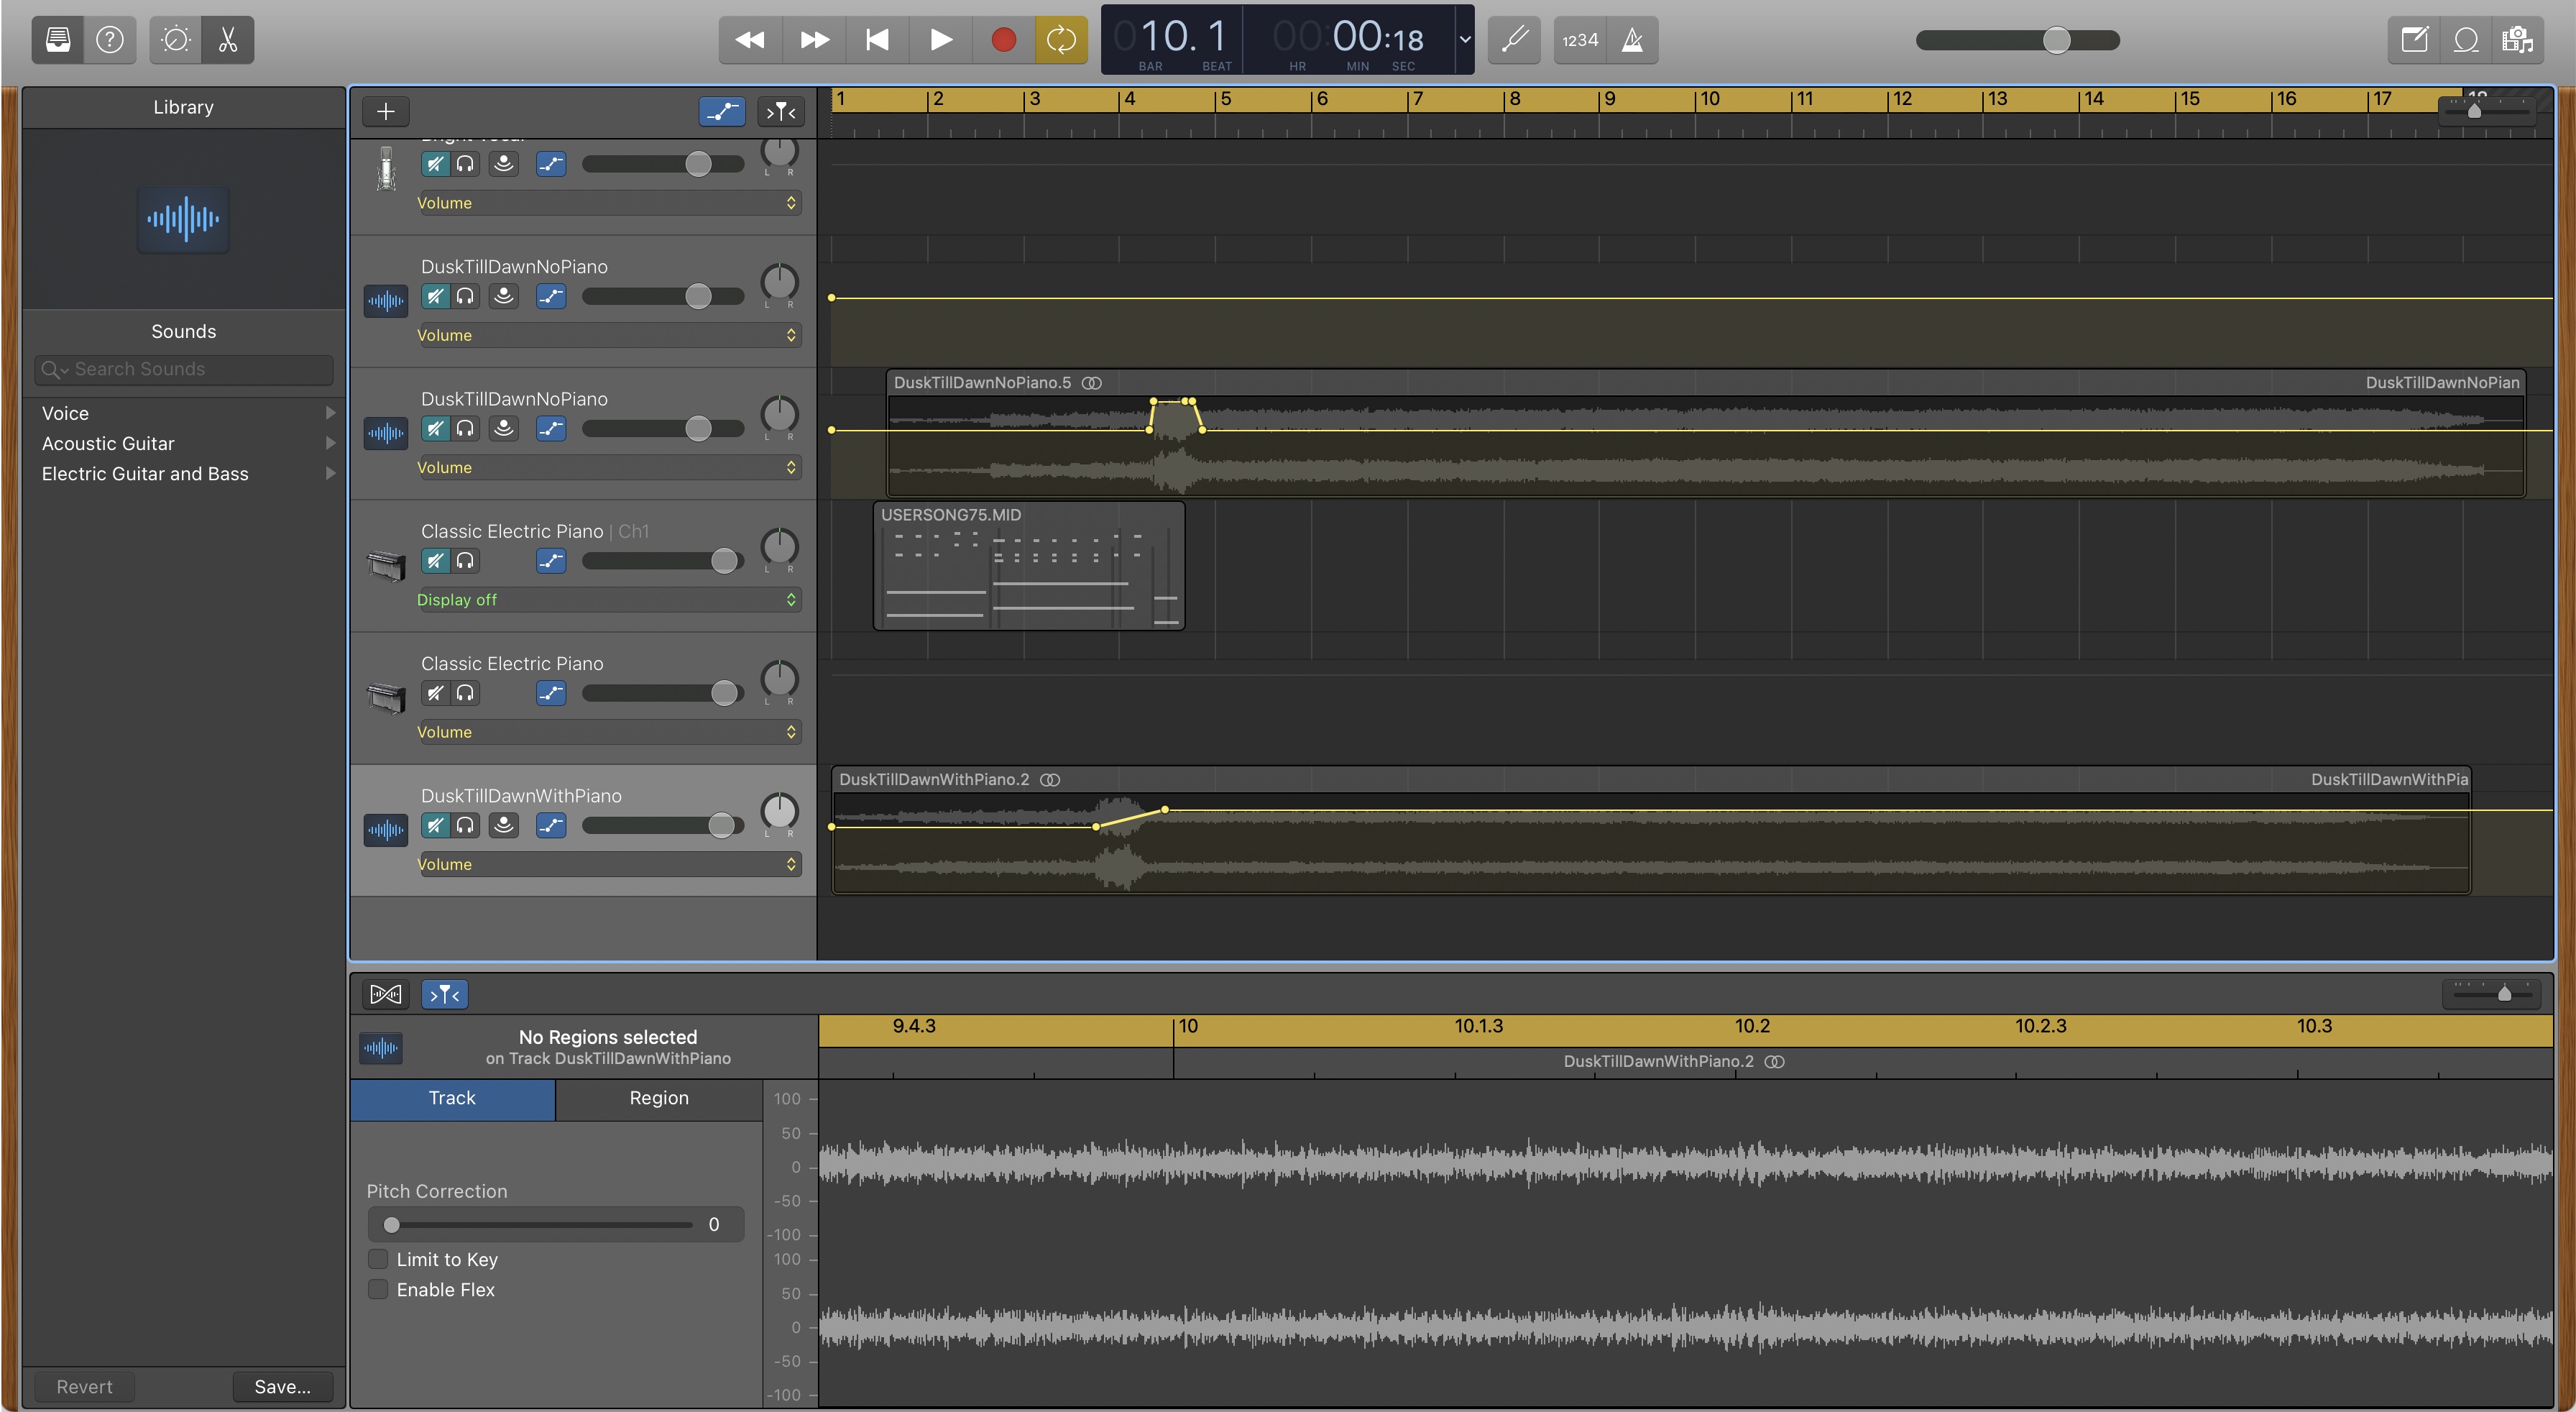 010. 1 00:00:18
BAR BEAT HR MIN SEC
1234
Library
Sounds
Search Sounds
Voice
Acoustic Guitar
Electric Guitar and Bass
Revert Save...
1 2 3 4 5 6 7 8 9 10 11 12 13 14 15 16 17
L R
Volume
DuskTillDawnNoPiano
L R
Volume
DuskTillDawnNoPiano
L R
Volume
DuskTillDawnNoPiano.5 DuskTillDawnNoPian
Classic Electric Piano | Ch1
L R
Display off
USERSONG75.MID
Classic Electric Piano
L R
Volume
DuskTillDawnWithPiano
L R
Volume
DuskTillDawnWithPiano.2 DuskTillDawnWithPia
No Regions selected
on Track DuskTillDawnWithPiano
9.4.3 10 10.1.3 10.2 10.2.3 10.3
DuskTillDawnWithPiano.2
Track Region
Pitch Correction
0
Limit to Key
Enable Flex
100
50
0
-50
-100
100
50
0
-50
-100